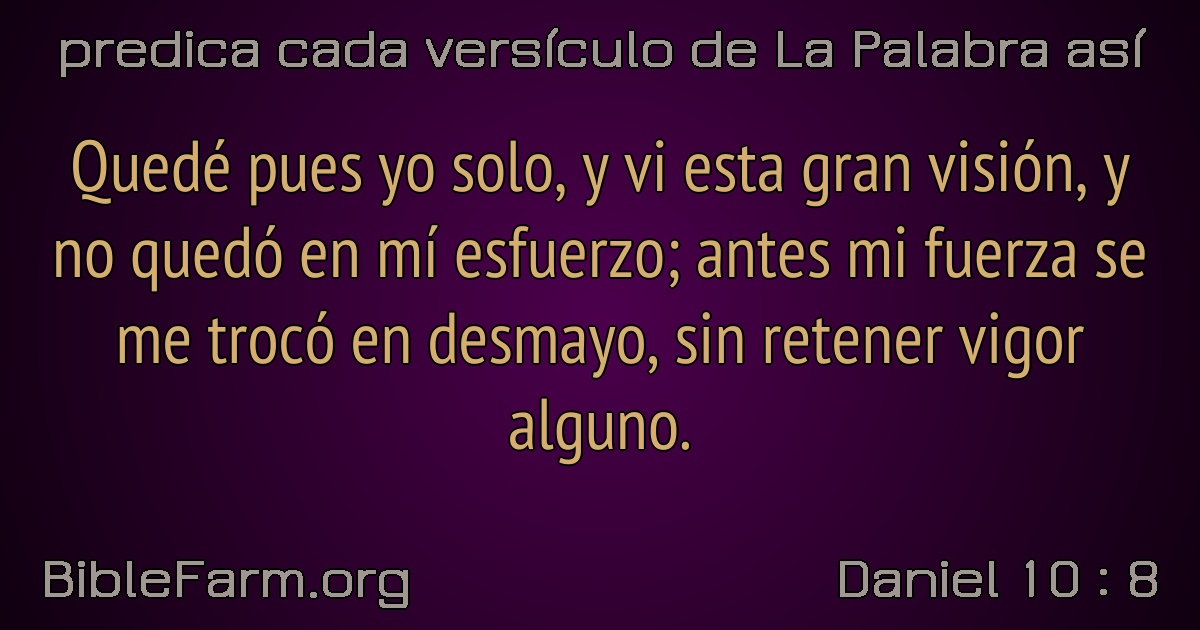 predica cada versículo de La Palabra así
Quedé pues yo solo, y vi esta gran visión, y
no quedó en mí esfuerzo; antes mi fuerza se
me trocó en desmayo, sin retener vigor
alguno.
BibleFarm.org
Daniel 10 : 8